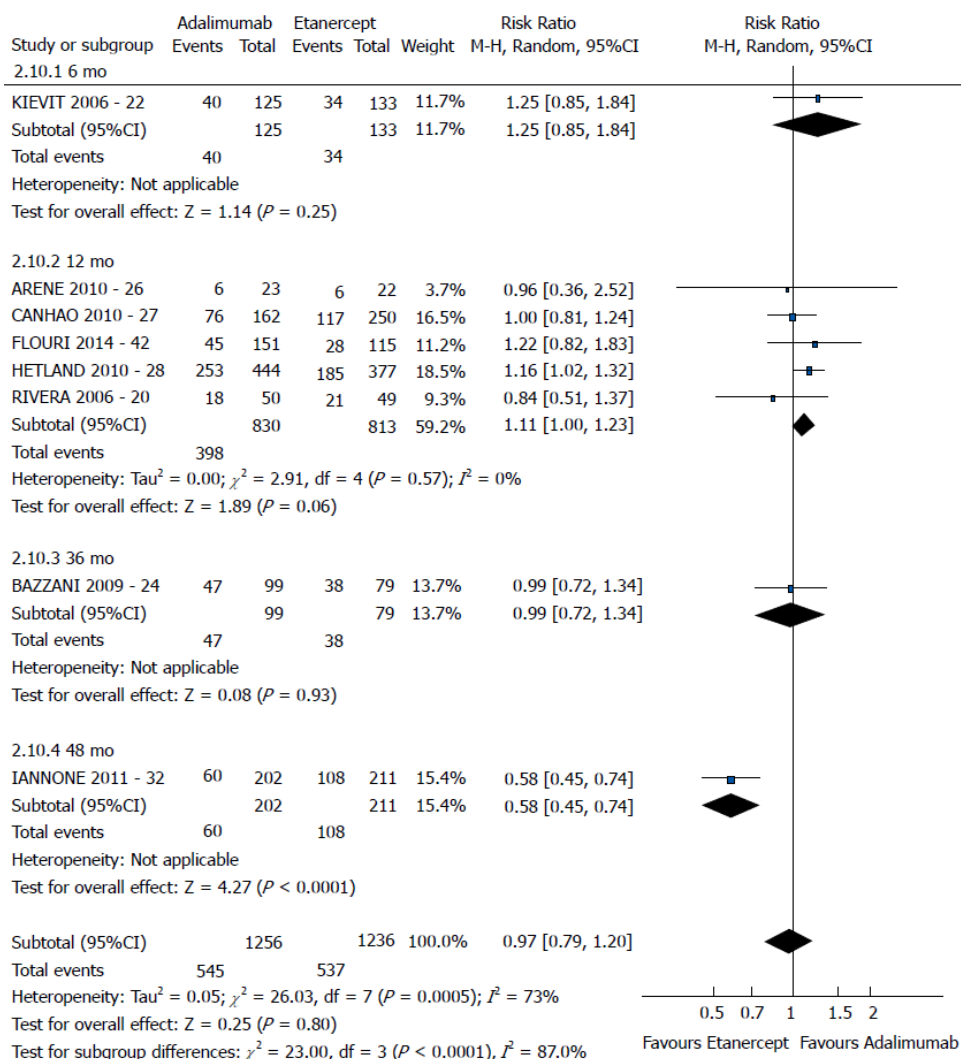 Adalimumab Etanercept Risk Ratio Risk Ratio
Study or subgroup Events Total Events Total Weight M-H, Random, 95%CI M-H, Random, 95%CI
2.10.1 6 mo
KIEVIT 2006 - 22 40 125 34 133 11.7% 1.25 [0.85, 1.84]
Subtotal (95%CI) 125 133 11.7% 1.25 [0.85, 1.84]
Total events 40 34
Heteropeneity: Not applicable
Test for overall effect: Z = 1.14 (P = 0.25)
2.10.2 12 mo
ARENE 2010 - 26 6 23 6 22 3.7% 0.96 [0.36, 2.52]
CANHAO 2010 - 27 76 162 117 250 16.5% 1.00 [0.81, 1.24]
FLOURI 2014 - 42 45 151 28 115 11.2% 1.22 [0.82, 1.83]
HETLAND 2010 - 28 253 444 185 377 18.5% 1.16 [1.02, 1.32]
RIVERA 2006 - 20 18 50 21 49 9.3% 0.84 [0.51, 1.37]
Subtotal (95%CI) 830 813 59.2% 1.11 [1.00, 1.23]
Total events 398
Heterogeneity: Tau² = 0.00; χ² = 2.91, df = 4 (P = 0.57); I² = 0%
Test for overall effect: Z = 1.89 (P = 0.06)
2.10.3 36 mo
BAZZANI 2009 - 24 47 99 38 79 13.7% 0.99 [0.72, 1.34]
Subtotal (95%CI) 99 79 13.7% 0.99 [0.72, 1.34]
Total events 47 38
Heterogeneity: Not applicable
Test for overall effect: Z = 0.08 (P = 0.93)
2.10.4 48 mo
IANNONE 2011 - 32 60 202 108 211 15.4% 0.58 [0.45, 0.74]
Subtotal (95%CI) 202 211 15.4% 0.58 [0.45, 0.74]
Total events 60 108
Heterogeneity: Not applicable
Test for overall effect: Z = 4.27 (P < 0.0001)
Subtotal (95%CI) 1256 1236 100.0% 0.97 [0.79, 1.20]
Total events 545 537
Heterogeneity: Tau² = 0.05; χ² = 26.03, df = 7 (P = 0.0005); I² = 73%
Test for overall effect: Z = 0.25 (P = 0.80)
Test for subgroup differences: χ² = 23.00, df = 3 (P < 0.0001), I² = 87.0%
0.5 0.7 1 1.5 2
Favours Etanercept Favours Adalimumab